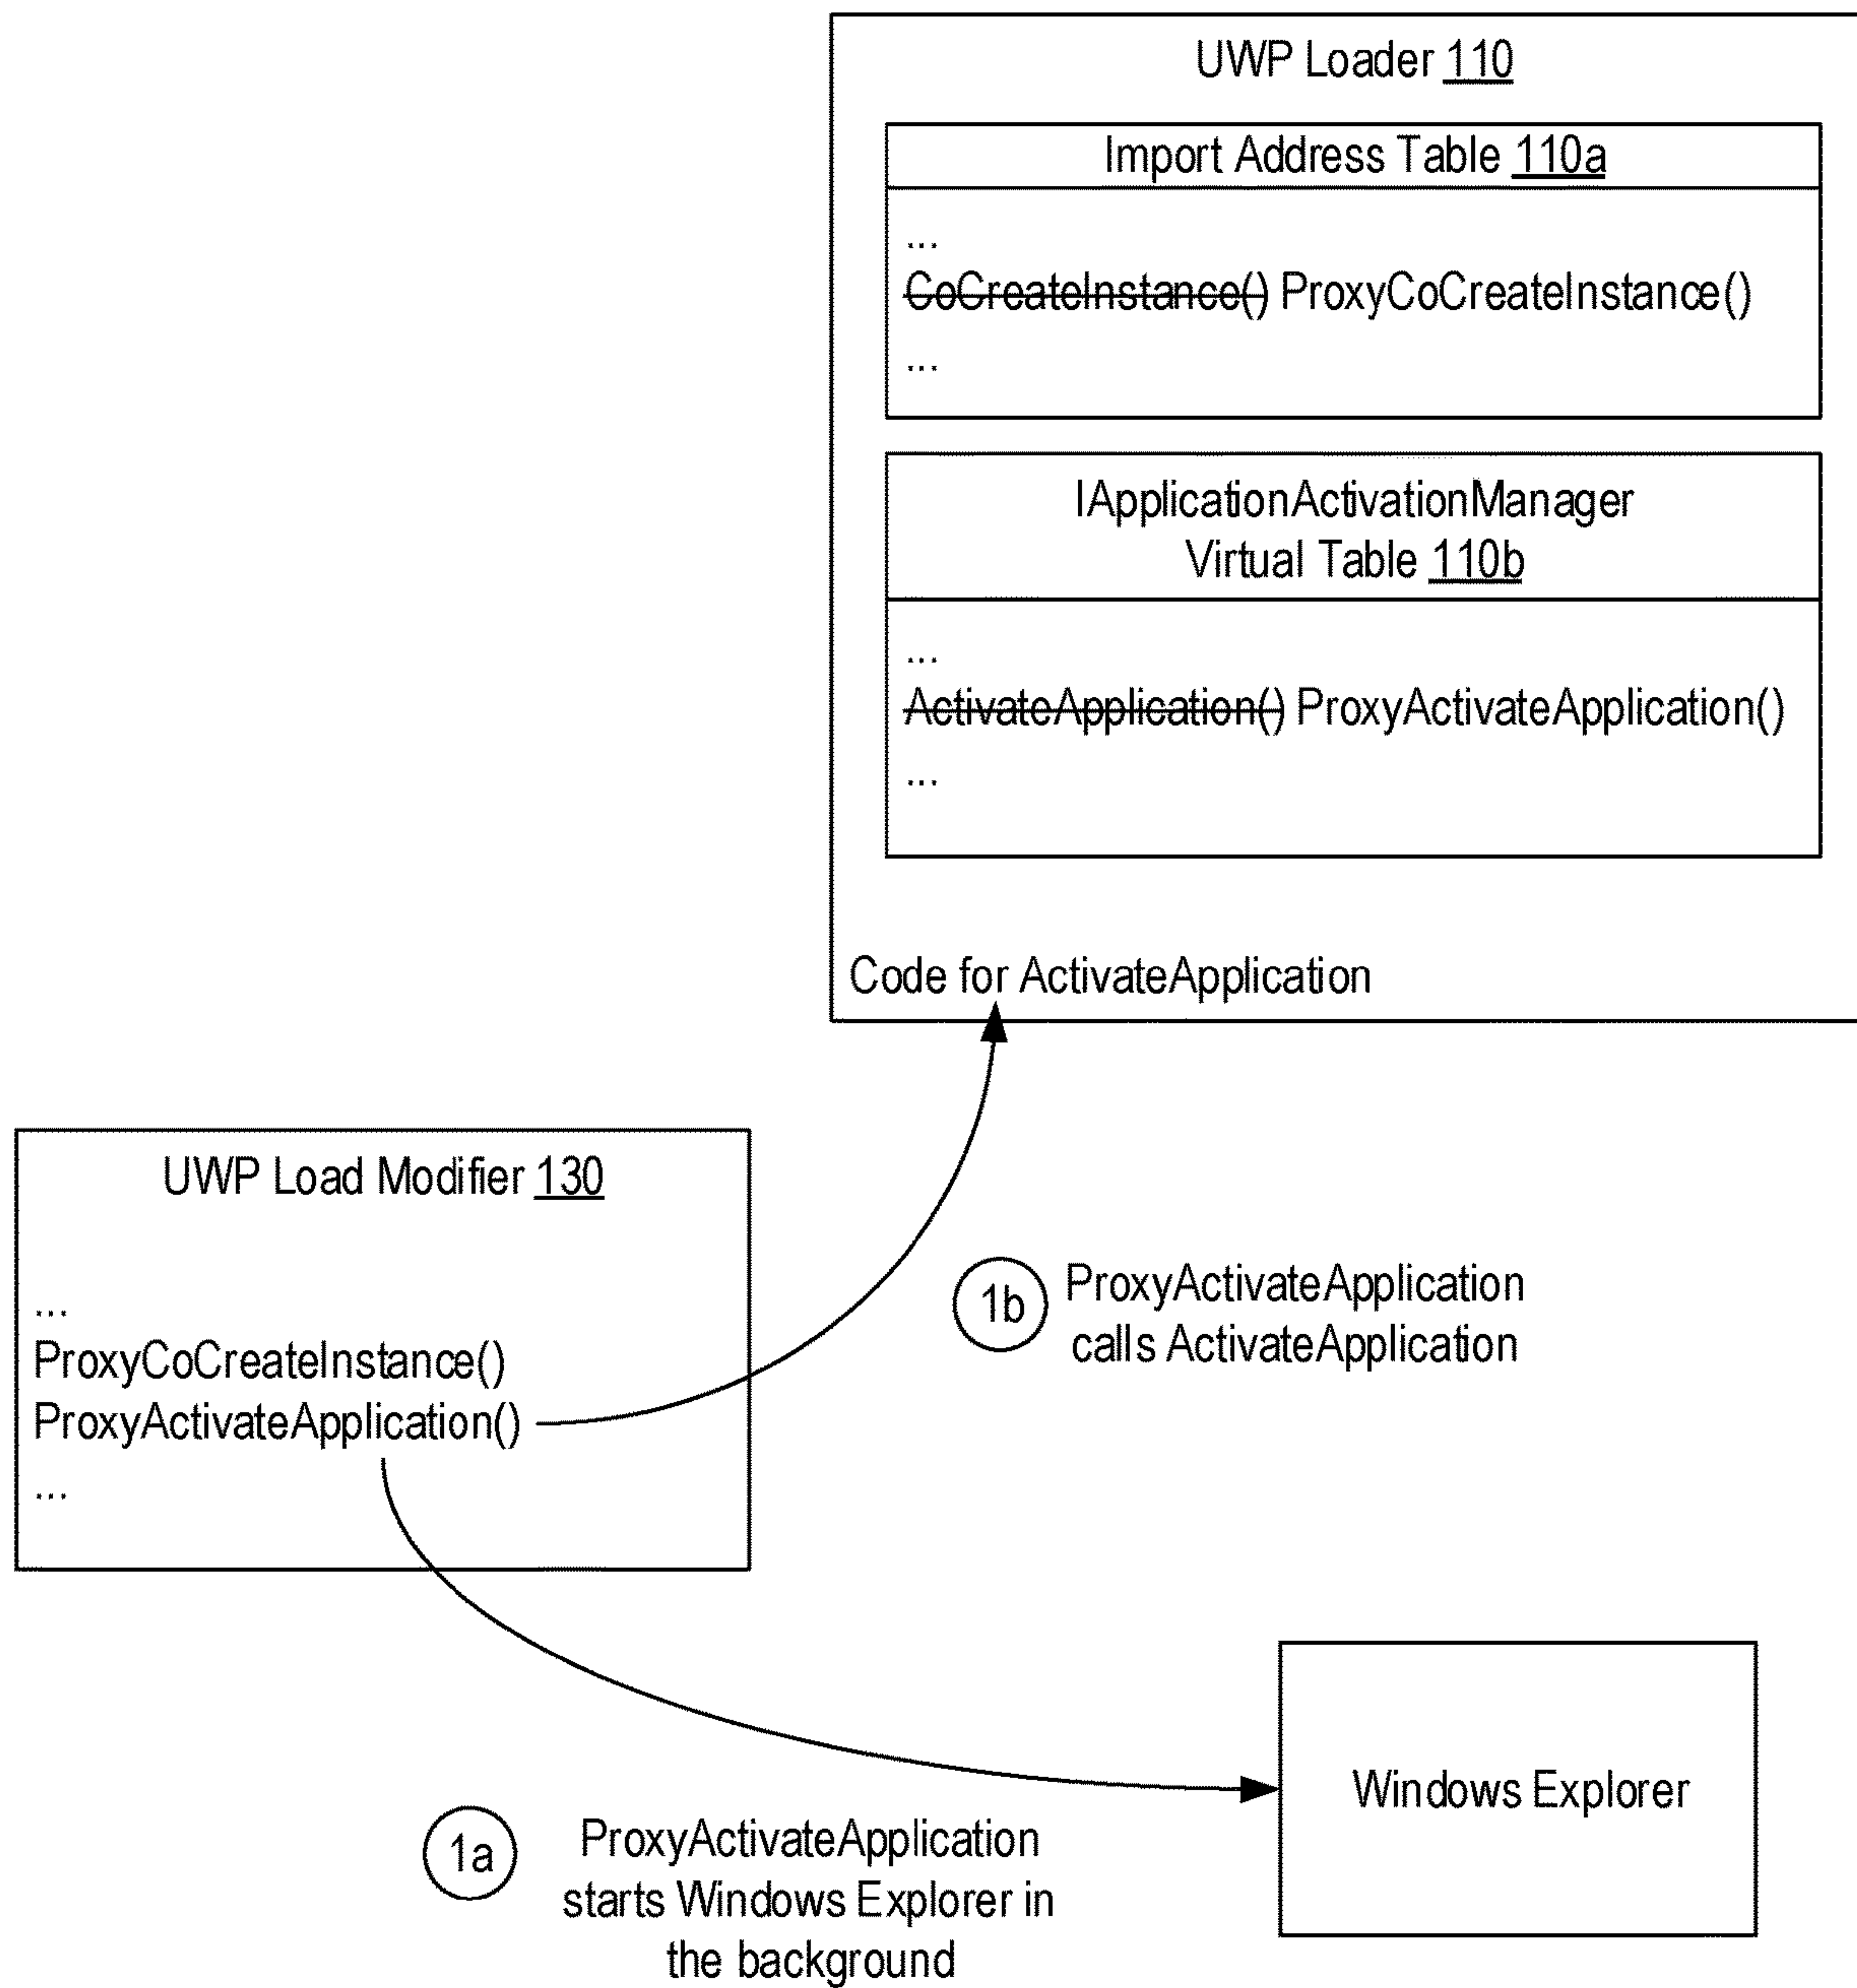 UWP Loader 110
Import Address Table 110a
...
CoCreateInstance() ProxyCoCreateInstance()
...
IApplicationActivationManager
Virtual Table 110b
...
ActivateApplication() ProxyActivateApplication()
...
Code for ActivateApplication
UWP Load Modifier 130
...
ProxyCoCreateInstance()
ProxyActivateApplication()
...
1b
ProxyActivateApplication
calls ActivateApplication
Windows Explorer
1a
ProxyActivateApplication
starts Windows Explorer in
the background